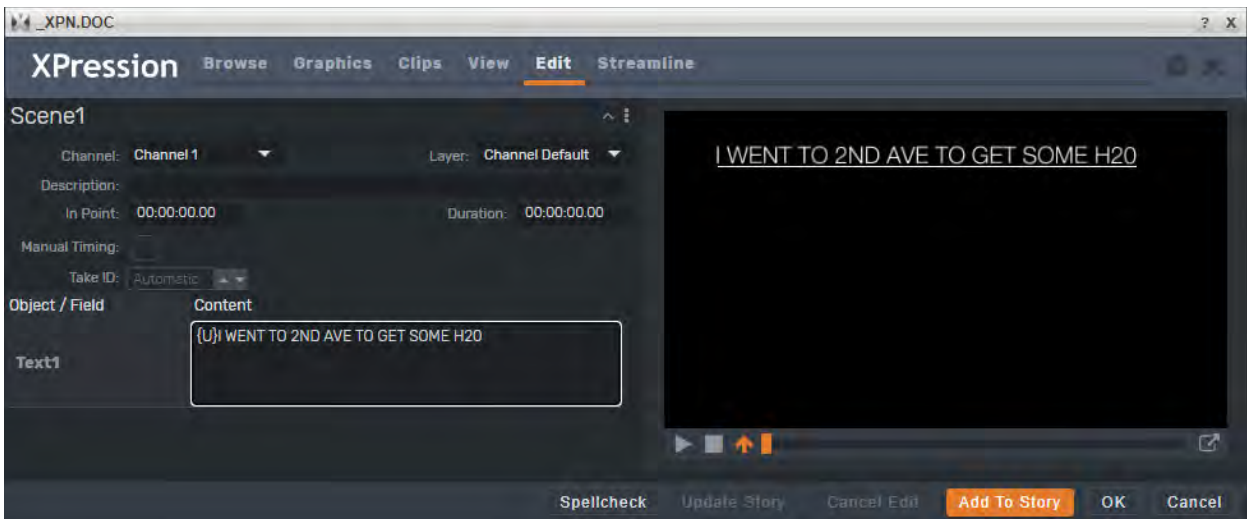 _XPN.DOC ? X
XPression Browse Graphics Clips View Edit Streamline
Scene1
Channel: Channel 1 Layer: Channel Default
Description:
In Point: 00:00:00.00 Duration: 00:00:00.00
Manual Timing:
Take ID: Automatic
Object / Field Content
Text1 {U}I WENT TO 2ND AVE TO GET SOME H20
I WENT TO 2ND AVE TO GET SOME H20
Spellcheck Update Story Cancel Edit Add To Story OK Cancel